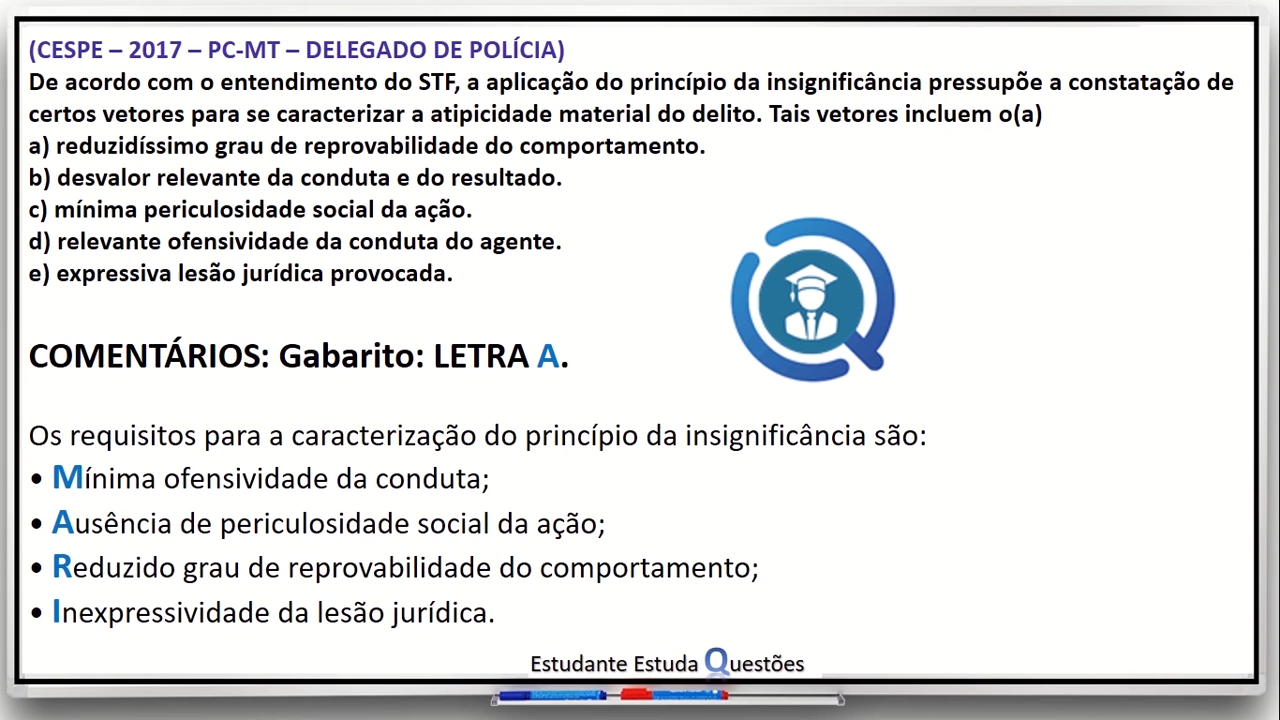 (CESPE – 2017 – PC-MT – DELEGADO DE POLÍCIA)
De acordo com o entendimento do STF, a aplicação do princípio da insignificância pressupõe a constatação de
certos vetores para se caracterizar a atipicidade material do delito. Tais vetores incluem o(a)
a) reduzidíssimo grau de reprovabilidade do comportamento.
b) desvalor relevante da conduta e do resultado.
c) mínima periculosidade social da ação.
d) relevante ofensividade da conduta do agente.
e) expressiva lesão jurídica provocada.
COMENTÁRIOS: Gabarito: LETRA A.
Os requisitos para a caracterização do princípio da insignificância são:
• Mínima ofensividade da conduta;
• Ausência de periculosidade social da ação;
• Reduzido grau de reprovabilidade do comportamento;
• Inexpressividade da lesão jurídica.
Estudante Estuda Questões